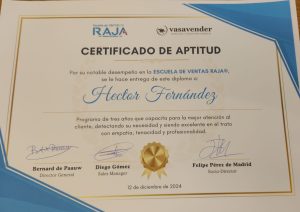 ESCUELA DE VENTAS
RAJA
vasavender
CERTIFICADO DE APTITUD
Por su notable desempeño en la ESCUELA DE VENTAS RAJA®,
se le hace entrega de este diploma a:
Hector Fernández
Programa de tres años que capacita para la mejor atención al
cliente, detectando su necesidad y siendo excelente en el trato
con empatía, tenacidad y profesionalidad.
Bernard de Paauw
Director General
Diego Gómez
Sales Manager
Felipe Pérez de Madrid
Socio-Director
12 de diciembre de 2024